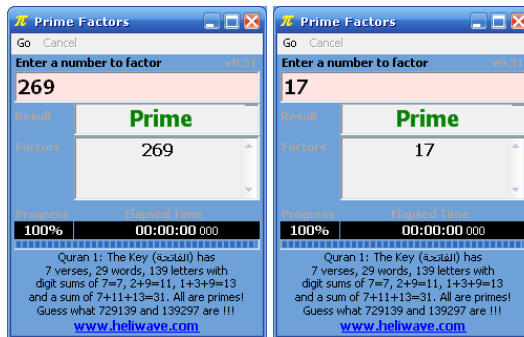 Prime Factors
Go Cancel
Enter a number to factor v0.31
269
Result Prime
Factors 269
Progress Elapsed Time
100% 00:00:00 000
Quran 1: The Key (الفاتحة) has
7 verses, 29 words, 139 letters with
digit sums of 7=7, 2+9=11, 1+3+9=13
and a sum of 7+11+13=31. All are primes!
Guess what 729139 and 139297 are !!!
www.heliwave.com
Prime Factors
Go Cancel
Enter a number to factor v0.31
17
Result Prime
Factors 17
Progress Elapsed Time
100% 00:00:00 000
Quran 1: The Key (الفاتحة) has
7 verses, 29 words, 139 letters with
digit sums of 7=7, 2+9=11, 1+3+9=13
and a sum of 7+11+13=31. All are primes!
Guess what 729139 and 139297 are !!!
www.heliwave.com